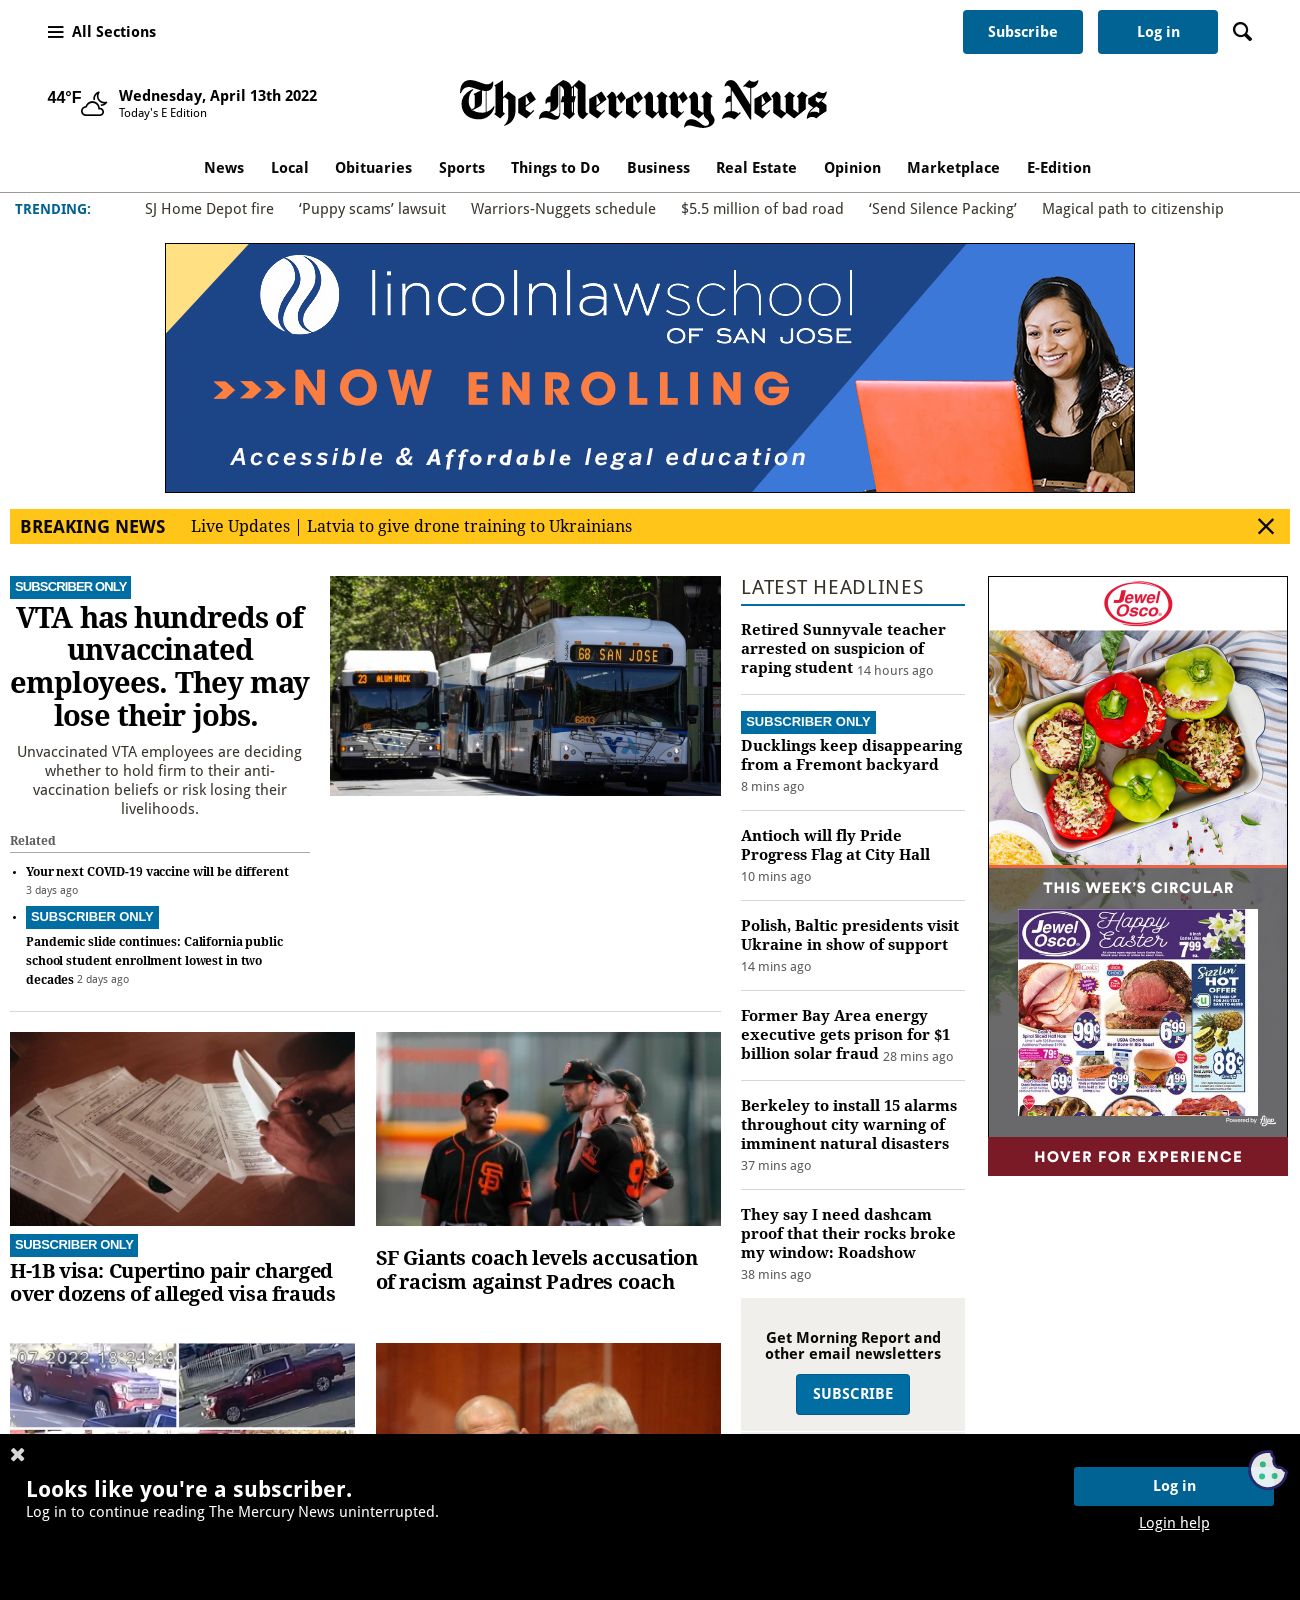 All Sections
Subscribe
Log in
44°F
Wednesday, April 13th 2022
Today's E Edition
The Mercury News
News Local Obituaries Sports Things to Do Business Real Estate Opinion Marketplace E-Edition
TRENDING: SJ Home Depot fire ‘Puppy scams’ lawsuit Warriors-Nuggets schedule $5.5 million of bad road ‘Send Silence Packing’ Magical path to citizenship
lincolnlawschool
OF SAN JOSE
>>>NOW ENROLLING
Accessible & Affordable legal education
BREAKING NEWS Live Updates | Latvia to give drone training to Ukrainians
SUBSCRIBER ONLY
VTA has hundreds of
unvaccinated
employees. They may
lose their jobs.
Unvaccinated VTA employees are deciding
whether to hold firm to their anti-
vaccination beliefs or risk losing their
livelihoods.
Related
• Your next COVID-19 vaccine will be different
3 days ago
• SUBSCRIBER ONLY
Pandemic slide continues: California public
school student enrollment lowest in two
decades 2 days ago
23 ALUM ROCK
68/SAN JOSE
6803
VTA
SUBSCRIBER ONLY
H-1B visa: Cupertino pair charged
over dozens of alleged visa frauds
SF
SF Giants coach levels accusation
of racism against Padres coach
07-2022 13:24:48
LATEST HEADLINES
Retired Sunnyvale teacher
arrested on suspicion of
raping student 14 hours ago
SUBSCRIBER ONLY
Ducklings keep disappearing
from a Fremont backyard
8 mins ago
Antioch will fly Pride
Progress Flag at City Hall
10 mins ago
Polish, Baltic presidents visit
Ukraine in show of support
14 mins ago
Former Bay Area energy
executive gets prison for $1
billion solar fraud 28 mins ago
Berkeley to install 15 alarms
throughout city warning of
imminent natural disasters
37 mins ago
They say I need dashcam
proof that their rocks broke
my window: Roadshow
38 mins ago
Get Morning Report and
other email newsletters
SUBSCRIBE
Jewel
Osco
THIS WEEK'S CIRCULAR
Jewel
Osco
Happy
Easter
7.99
Sizzlin'
HOT
OFFER
99¢
6.99
88¢
79¢
69¢
6.99
4.99
Powered by flipp
HOVER FOR EXPERIENCE
Looks like you're a subscriber.
Log in to continue reading The Mercury News uninterrupted.
Log in
Login help